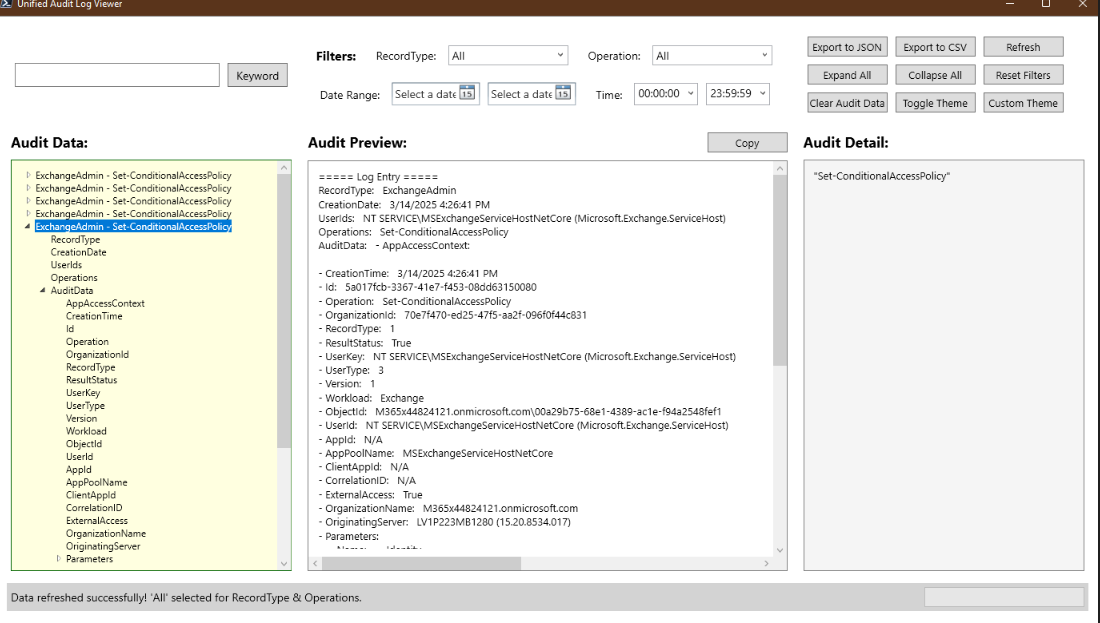 Unified Audit Log Viewer
Keyword
Filters: RecordType: All Operation: All
Date Range: Select a date 15 Select a date 15 Time: 00:00:00 23:59:59
Export to JSON Export to CSV Refresh
Expand All Collapse All Reset Filters
Clear Audit Data Toggle Theme Custom Theme
Audit Data:
ExchangeAdmin - Set-ConditionalAccessPolicy
ExchangeAdmin - Set-ConditionalAccessPolicy
ExchangeAdmin - Set-ConditionalAccessPolicy
ExchangeAdmin - Set-ConditionalAccessPolicy
ExchangeAdmin - Set-ConditionalAccessPolicy
RecordType
CreationDate
UserIds
Operations
AuditData
AppAccessContext
CreationTime
Id
Operation
OrganizationId
RecordType
ResultStatus
UserKey
UserType
Version
Workload
ObjectId
UserId
AppId
AppPoolName
ClientAppId
CorrelationID
ExternalAccess
OrganizationName
OriginatingServer
Parameters
Audit Preview:
Copy
===== Log Entry =====
RecordType: ExchangeAdmin
CreationDate: 3/14/2025 4:26:41 PM
UserIds: NT SERVICE\MSExchangeServiceHostNetCore (Microsoft.Exchange.ServiceHost)
Operations: Set-ConditionalAccessPolicy
AuditData: - AppAccessContext:
- CreationTime: 3/14/2025 4:26:41 PM
- Id: 5a017fcb-3367-41e7-f453-08dd63150080
- Operation: Set-ConditionalAccessPolicy
- OrganizationId: 70e7f470-ed25-47f5-aa2f-096f0f44c831
- RecordType: 1
- ResultStatus: True
- UserKey: NT SERVICE\MSExchangeServiceHostNetCore (Microsoft.Exchange.ServiceHost)
- UserType: 3
- Version: 1
- Workload: Exchange
- ObjectId: M365x44824121.onmicrosoft.com\00a29b75-68e1-4389-ac1e-f94a2548fef1
- UserId: NT SERVICE\MSExchangeServiceHostNetCore (Microsoft.Exchange.ServiceHost)
- AppId: N/A
- AppPoolName: MSExchangeServiceHostNetCore
- ClientAppId: N/A
- CorrelationID: N/A
- ExternalAccess: True
- OrganizationName: M365x44824121.onmicrosoft.com
- OriginatingServer: LV1P223MB1280 (15.20.8534.017)
- Parameters:
- Name: Identity
Audit Detail:
"Set-ConditionalAccessPolicy"
Data refreshed successfully! 'All' selected for RecordType & Operations.